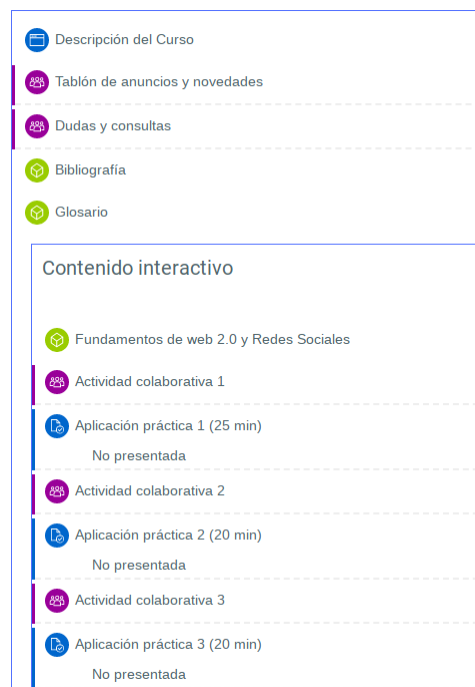 Descripción del Curso
Tablón de anuncios y novedades
Dudas y consultas
Bibliografía
Glosario
Contenido interactivo
Fundamentos de web 2.0 y Redes Sociales
Actividad colaborativa 1
Aplicación práctica 1 (25 min)
No presentada
Actividad colaborativa 2
Aplicación práctica 2 (20 min)
No presentada
Actividad colaborativa 3
Aplicación práctica 3 (20 min)
No presentada